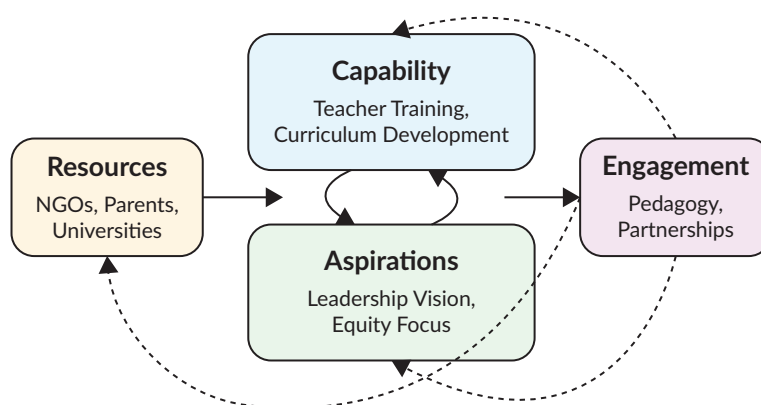 Capability
Teacher Training,
Curriculum Development
Resources
NGOs, Parents,
Universities
Engagement
Pedagogy,
Partnerships
Aspirations
Leadership Vision,
Equity Focus